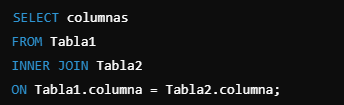 SELECT columnas
FROM Tabla1
INNER JOIN Tabla2
ON Tabla1.columna = Tabla2.columna;